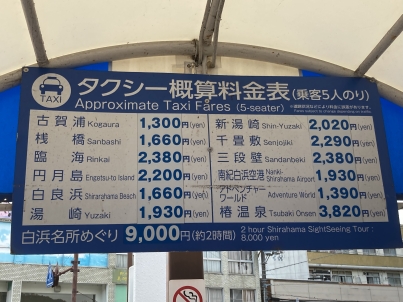 TAXI
タクシー概算料金表(乗客5人のり)
Approximate Taxi Fares (5-seater)
古賀浦 Kogaura 1,300円(yen)
桟橋 Sanbashi 1,660円(yen)
臨海 Rinkai 2,380円(yen)
円月島 Engetsu-to Island 2,200円(yen)
白良浜 Shirahama Beach 1,660円(yen)
湯崎 Yuzaki 1,930円(yen)
新湯崎 Shin-Yuzaki 2,020円(yen)
千畳敷 Senjojiki 2,290円(yen)
三段壁 Sandanbeki 2,380円(yen)
南紀白浜空港 Nanki-Shirahama Airport 1,930円(yen)
アドベンチャーワールド Adventure World 1,390円(yen)
椿温泉 Tsubaki Onsen 3,820円(yen)
白浜名所めぐり 9,000円(約2時間)
2 hour Shirahama SightSeeing Tour :
8,000 yen